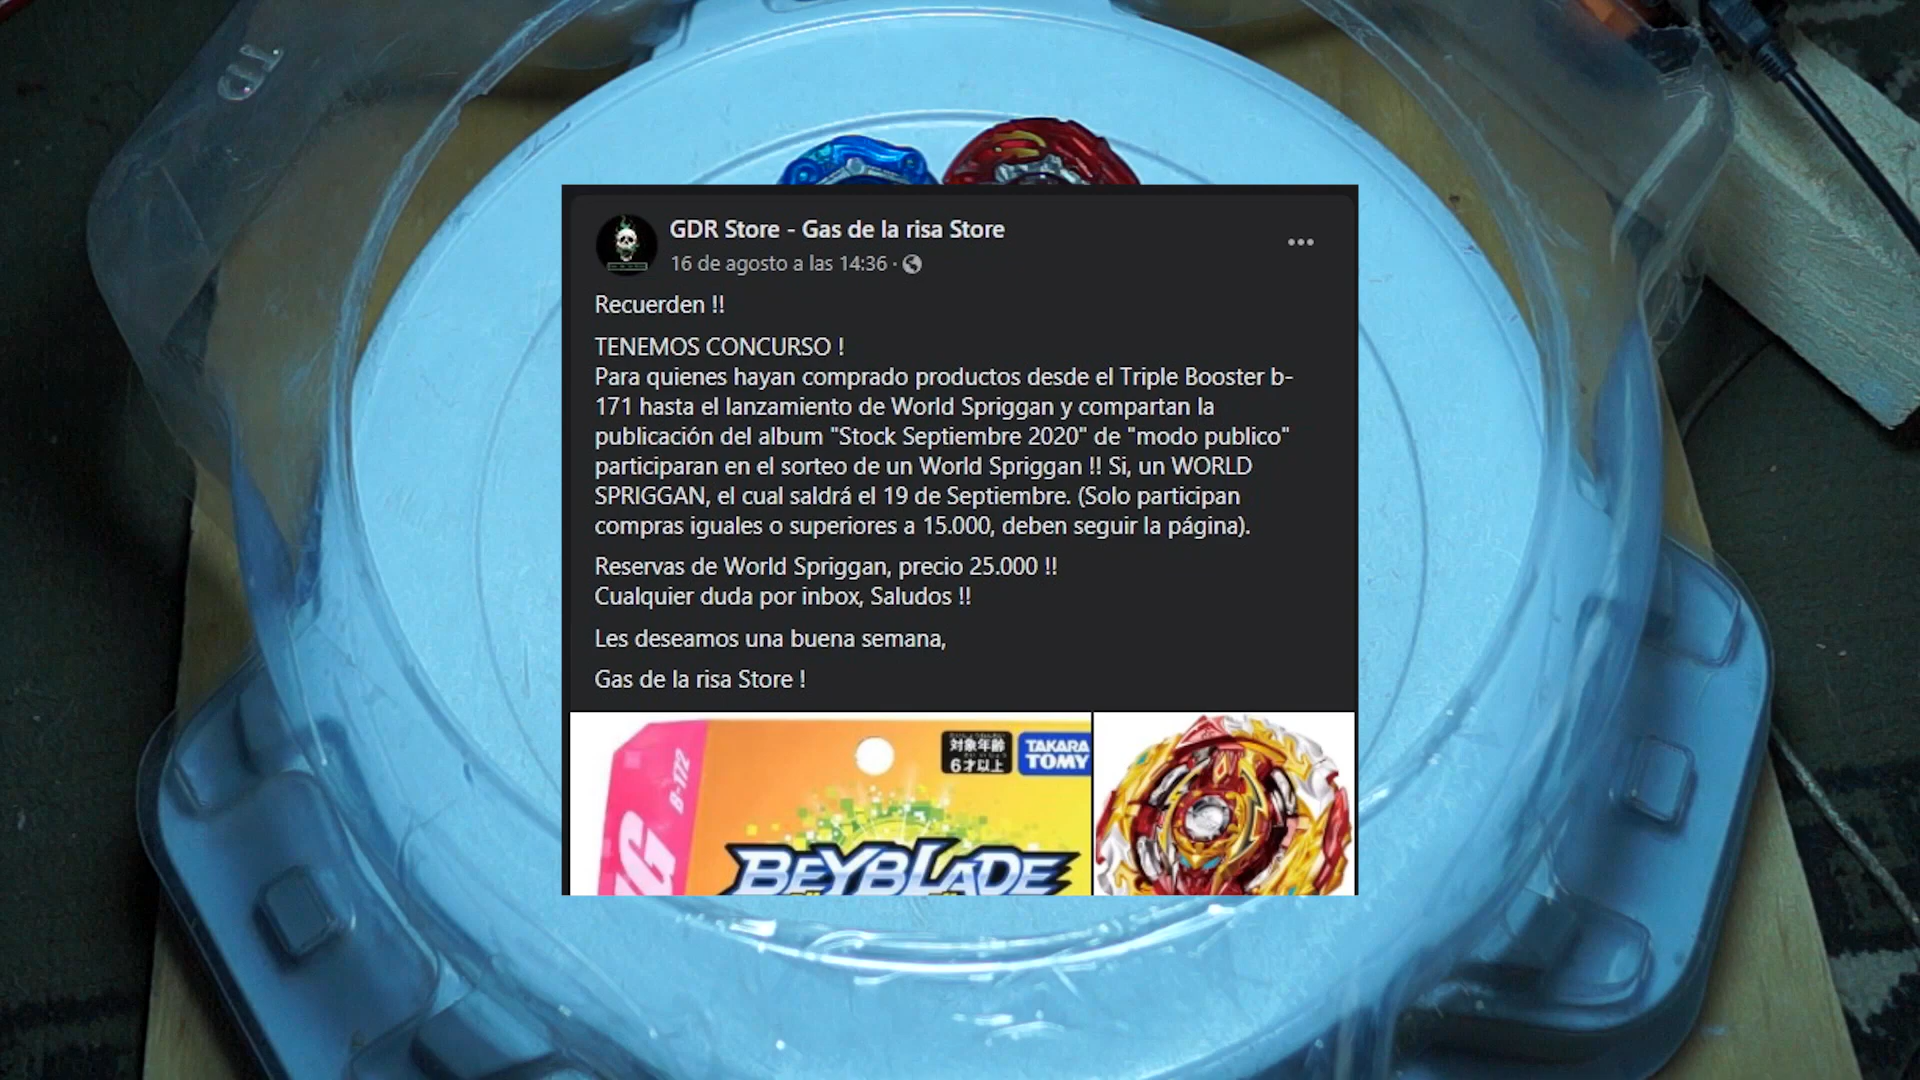 GDR Store - Gas de la risa Store
16 de agosto a las 14:36 ·
Recuerden !!
TENEMOS CONCURSO !
Para quienes hayan comprado productos desde el Triple Booster b-
171 hasta el lanzamiento de World Spriggan y compartan la
publicación del album "Stock Septiembre 2020" de "modo publico"
participaran en el sorteo de un World Spriggan !! Si, un WORLD
SPRIGGAN, el cual saldrá el 19 de Septiembre. (Solo participan
compras iguales o superiores a 15.000, deben seguir la página).
Reservas de World Spriggan, precio 25.000 !!
Cualquier duda por inbox, Saludos !!
Les deseamos una buena semana,
Gas de la risa Store !
対象年齢
6才以上
TAKARA
TOMY
B-172
BEYBLADE